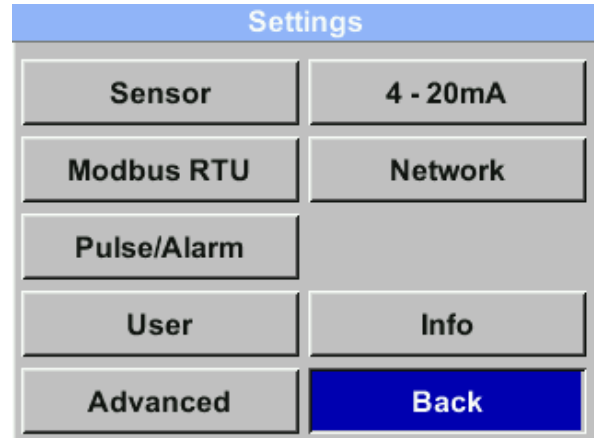 Settings
Sensor
4 - 20mA
Modbus RTU
Network
Pulse/Alarm
User
Info
Advanced
Back